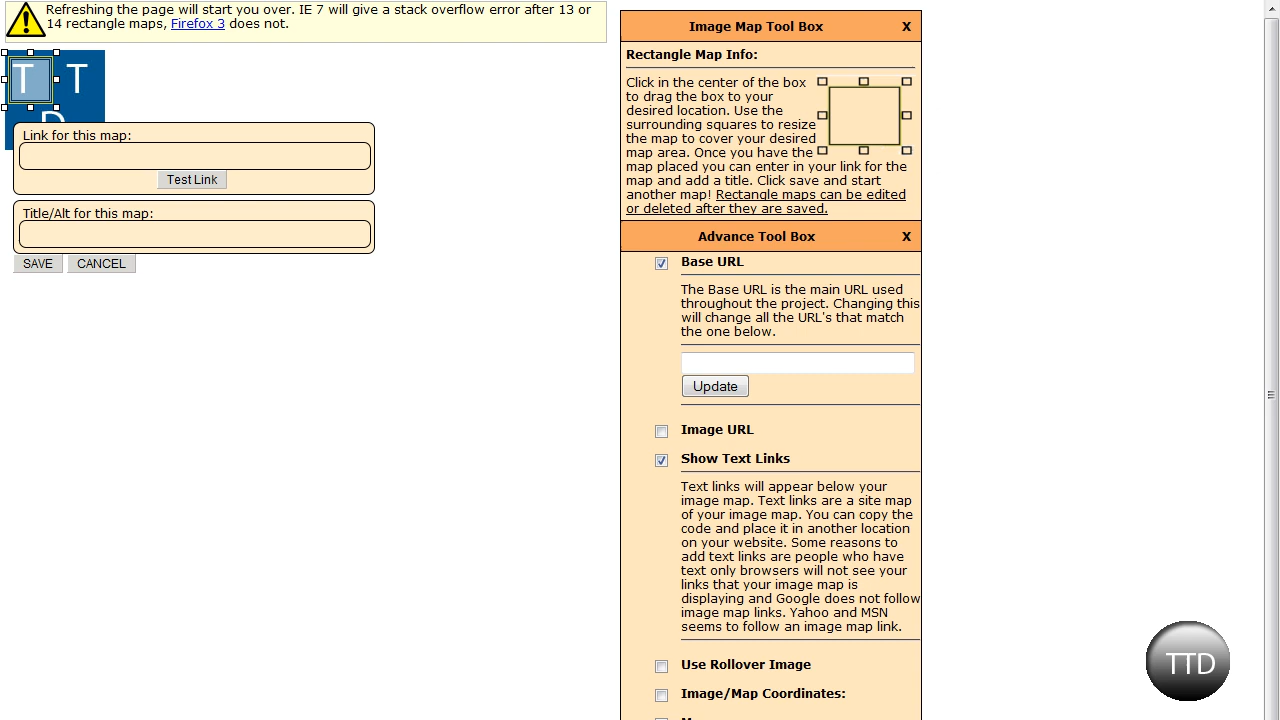 Refreshing the page will start you over. IE 7 will give a stack overflow error after 13 or
14 rectangle maps, Firefox 3 does not.
T T
Link for this map:
Test Link
Title/Alt for this map:
SAVE CANCEL
Image Map Tool Box X
Rectangle Map Info:
Click in the center of the box
to drag the box to your
desired location. Use the
surrounding squares to resize
the map to cover your desired
map area. Once you have the
map placed you can enter in your link for the
map and add a title. Click save and start
another map! Rectangle maps can be edited
or deleted after they are saved.
Advance Tool Box X
Base URL
The Base URL is the main URL used
throughout the project. Changing this
will change all the URL's that match
the one below.
Update
Image URL
Show Text Links
Text links will appear below your
image map. Text links are a site map
of your image map. You can copy the
code and place it in another location
on your website. Some reasons to
add text links are people who have
text only browsers will not see your
links that your image map is
displaying and Google does not follow
image map links. Yahoo and MSN
seems to follow an image map link.
Use Rollover Image
Image/Map Coordinates:
TTD